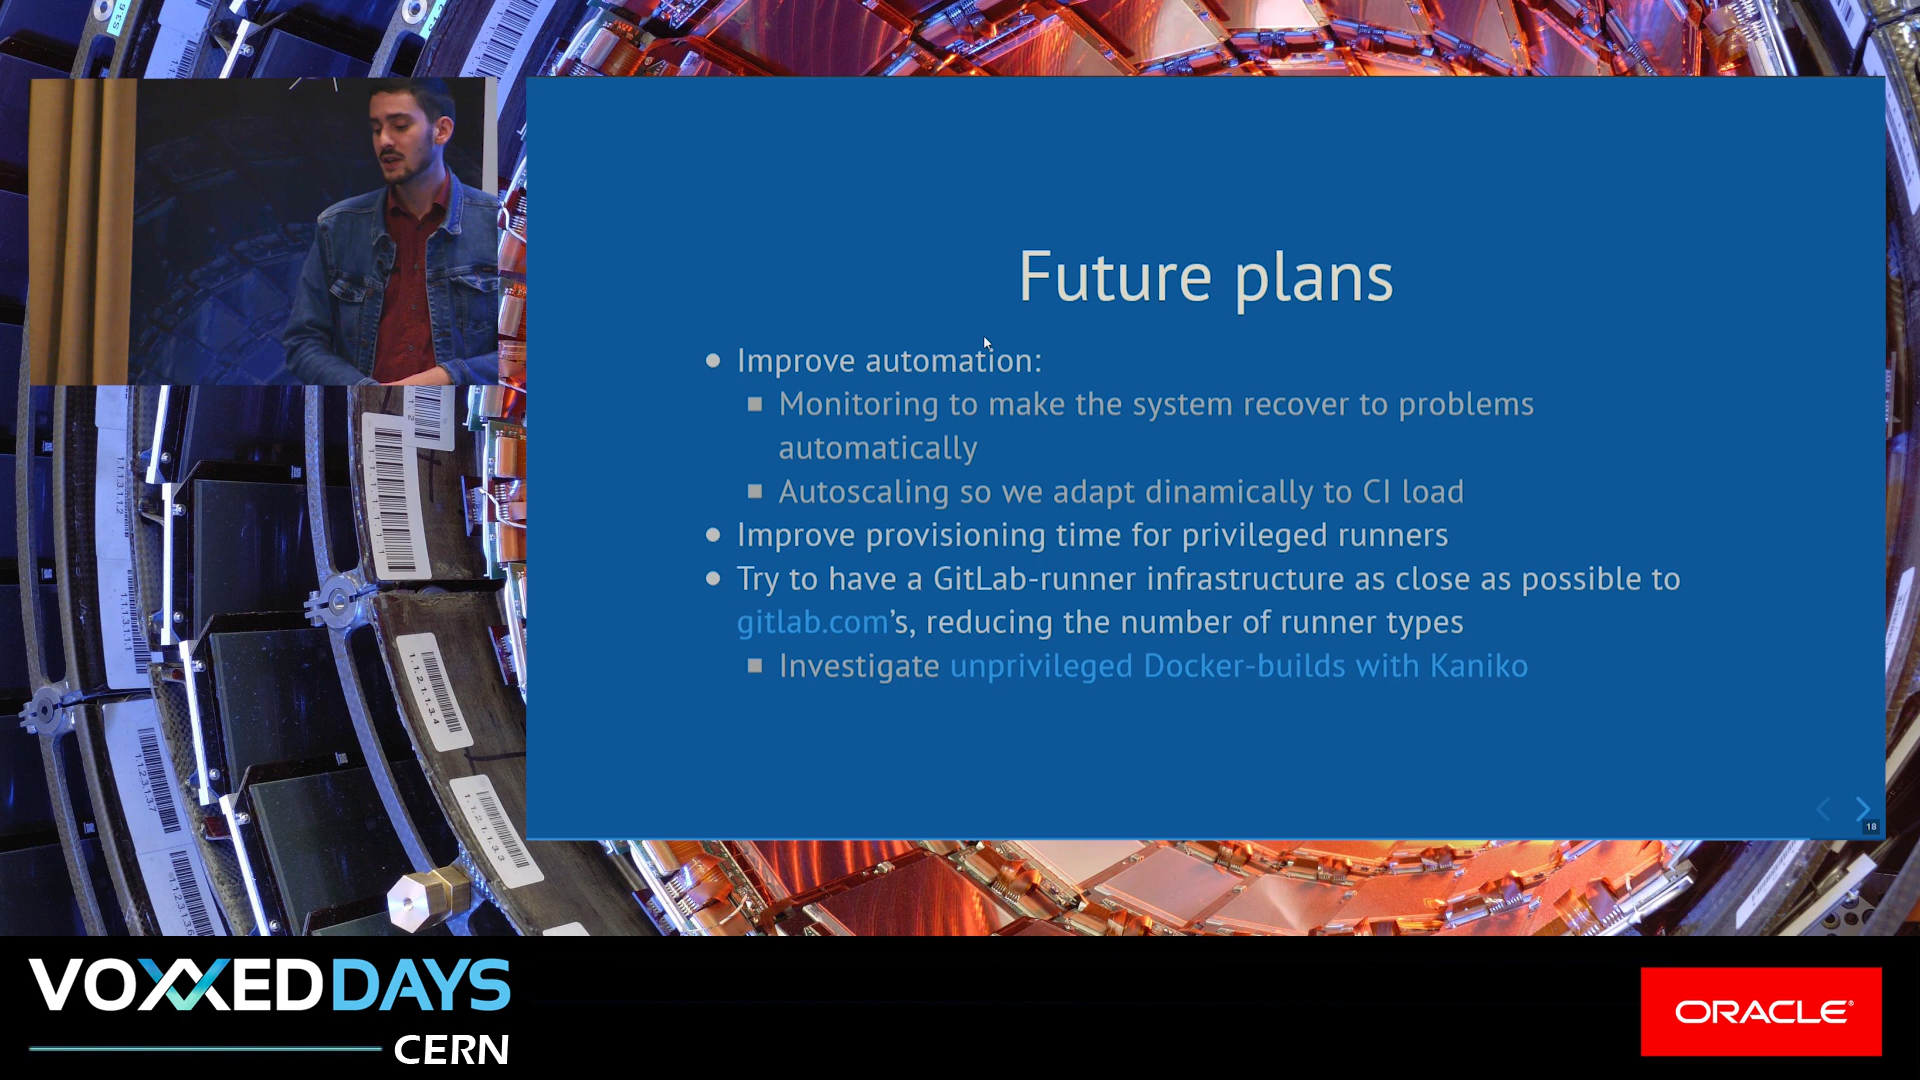 Future plans
Improve automation:
Monitoring to make the system recover to problems
automatically
Autoscaling so we adapt dinamically to CI load
Improve provisioning time for privileged runners
Try to have a GitLab-runner infrastructure as close as possible to
gitlab.com's, reducing the number of runner types
Investigate unprivileged Docker-builds with Kaniko
18
VOXXEDDAYS
CERN
ORACLE